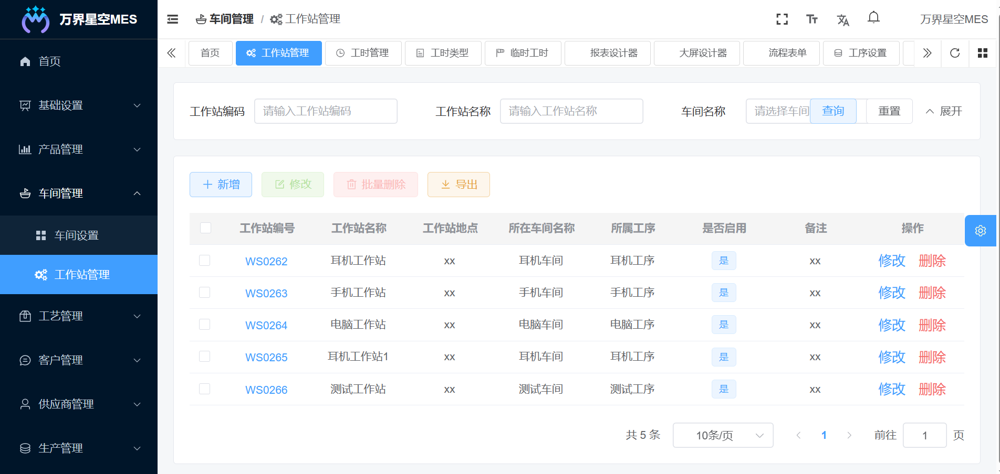 万界星空MES
首页
基础设置
产品管理
车间管理
车间设置
工作站管理
工艺管理
客户管理
供应商管理
生产管理
车间管理 / 工作站管理
万界星空MES
首页 工作站管理 工时管理 工时类型 临时工时 报表设计器 大屏设计器 流程表单 工序设置
工作站编码 请输入工作站编码 工作站名称 请输入工作站名称 车间名称 请选择车间 查询 重置 展开
新增 修改 批量删除 导出
工作站编号 工作站名称 工作站地点 所在车间名称 所属工序 是否启用 备注 操作
WS0262 耳机工作站 xx 耳机车间 耳机工序 是 xx 修改 删除
WS0263 手机工作站 xx 手机车间 手机工序 是 xx 修改 删除
WS0264 电脑工作站 xx 电脑车间 电脑工序 是 xx 修改 删除
WS0265 耳机工作站1 xx 耳机车间 耳机工序 是 xx 修改 删除
WS0266 测试工作站 xx 测试车间 测试工序 是 xx 修改 删除
共 5 条 10条/页 1 前往 1 页